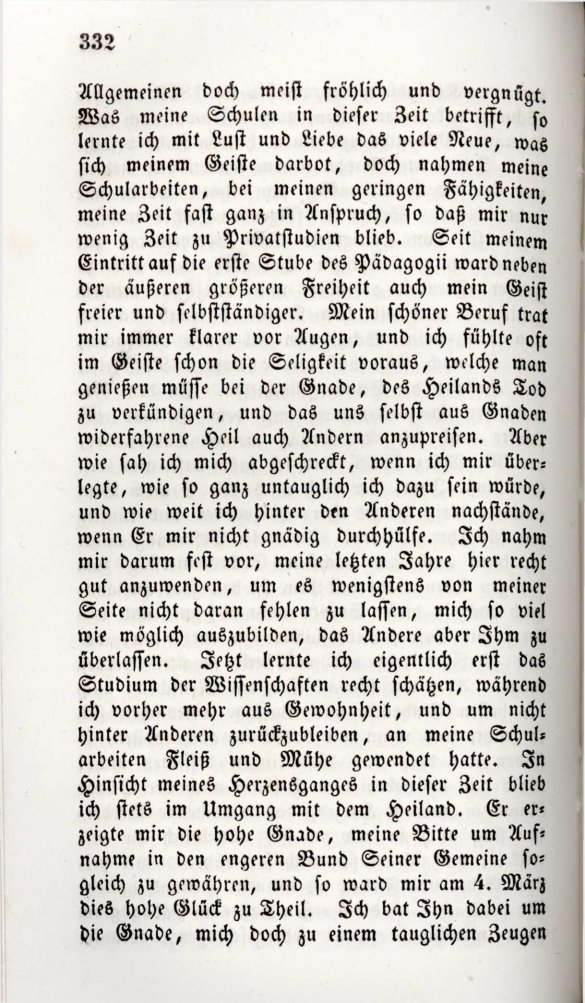 332
Allgemeinen doch meist fröhlich und vergnügt.
Was meine Schulen in dieser Zeit betrifft, so
lernte ich mit Lust und Liebe das viele Neue, was
sich meinem Geiste darbot, doch nahmen meine
Schularbeiten, bei meinen geringen Fähigkeiten,
meine Zeit fast ganz in Anspruch, so daß mir nur
wenig Zeit zu Privatstudien blieb. Seit meinem
Eintritt auf die erste Stube des Pädagogii ward neben
der äußeren größeren Freiheit auch mein Geist
freier und selbstständiger. Mein schöner Beruf trat
mir immer klarer vor Augen, und ich fühlte oft
im Geiste schon die Seligkeit voraus, welche man
genießen müsse bei der Gnade, des Heilands Tod
zu verkündigen, und das uns selbst aus Gnaden
widerfahrene Heil auch Andern anzupreisen. Aber
wie sah ich mich abgeschreckt, wenn ich mir über-
legte, wie so ganz untauglich ich dazu sein würde,
und wie weit ich hinter den Anderen nachstände,
wenn Er mir nicht gnädig durchhülfe. Ich nahm
mir darum fest vor, meine letzten Jahre hier recht
gut anzuwenden, um es wenigstens von meiner
Seite nicht daran fehlen zu lassen, mich so viel
wie möglich auszubilden, das Andere aber Ihm zu
überlassen. Jetzt lernte ich eigentlich erst das
Studium der Wissenschaften recht schätzen, während
ich vorher mehr aus Gewohnheit, und um nicht
hinter Anderen zurückzubleiben, an meine Schul-
arbeiten Fleiß und Mühe gewendet hatte. In
Hinsicht meines Herzensganges in dieser Zeit blieb
ich stets im Umgang mit dem Heiland. Er er-
zeigte mir die hohe Gnade, meine Bitte um Auf-
nahme in den engeren Bund Seiner Gemeine so-
gleich zu gewähren, und so ward mir am 4. März
dies hohe Glück zu Theil. Ich bat Ihn dabei um
die Gnade, mich doch zu einem tauglichen Zeugen